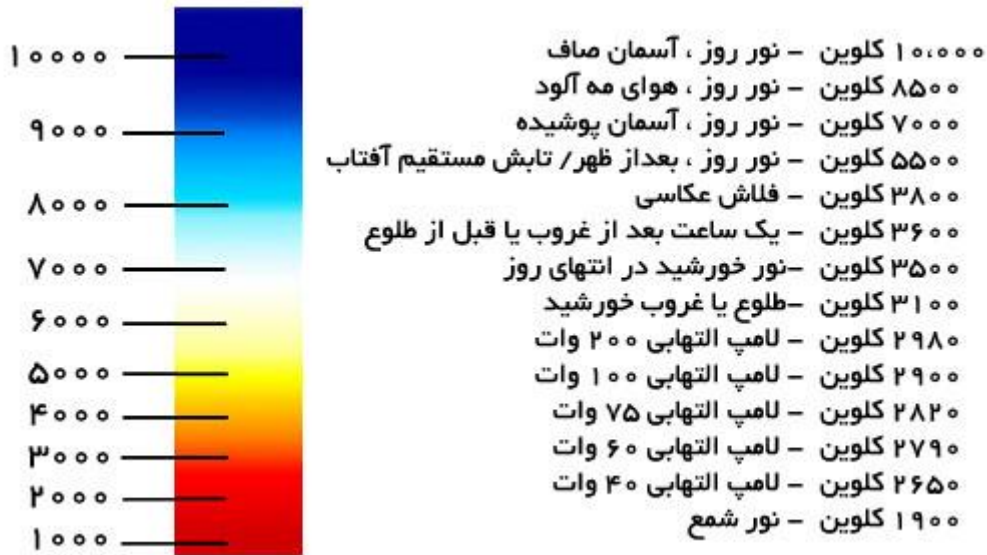 ۱۰۰۰۰
۹۰۰۰
۸۰۰۰
۷۰۰۰
۶۰۰۰
۵۰۰۰
۴۰۰۰
۳۰۰۰
۲۰۰۰
۱۰۰۰
۱۰،۰۰۰ کلوین - نور روز ، آسمان صاف
۸۵۰۰ کلوین - نور روز ، هوای مه آلود
۷۰۰۰ کلوین - نور روز ، آسمان پوشیده
۵۵۰۰ کلوین - نور روز ، بعداز ظهر/ تابش مستقیم آفتاب
۳۸۰۰ کلوین - فلاش عکاسی
۳۶۰۰ کلوین - یک ساعت بعد از غروب یا قبل از طلوع
۳۵۰۰ کلوین -نور خورشید در انتهای روز
۳۱۰۰ کلوین -طلوع یا غروب خورشید
۲۹۸۰ کلوین - لامپ التهابی ۲۰۰ وات
۲۹۰۰ کلوین - لامپ التهابی ۱۰۰ وات
۲۸۲۰ کلوین - لامپ التهابی ۷۵ وات
۲۷۹۰ کلوین - لامپ التهابی ۶۰ وات
۲۶۵۰ کلوین - لامپ التهابی ۴۰ وات
۱۹۰۰ کلوین - نور شمع